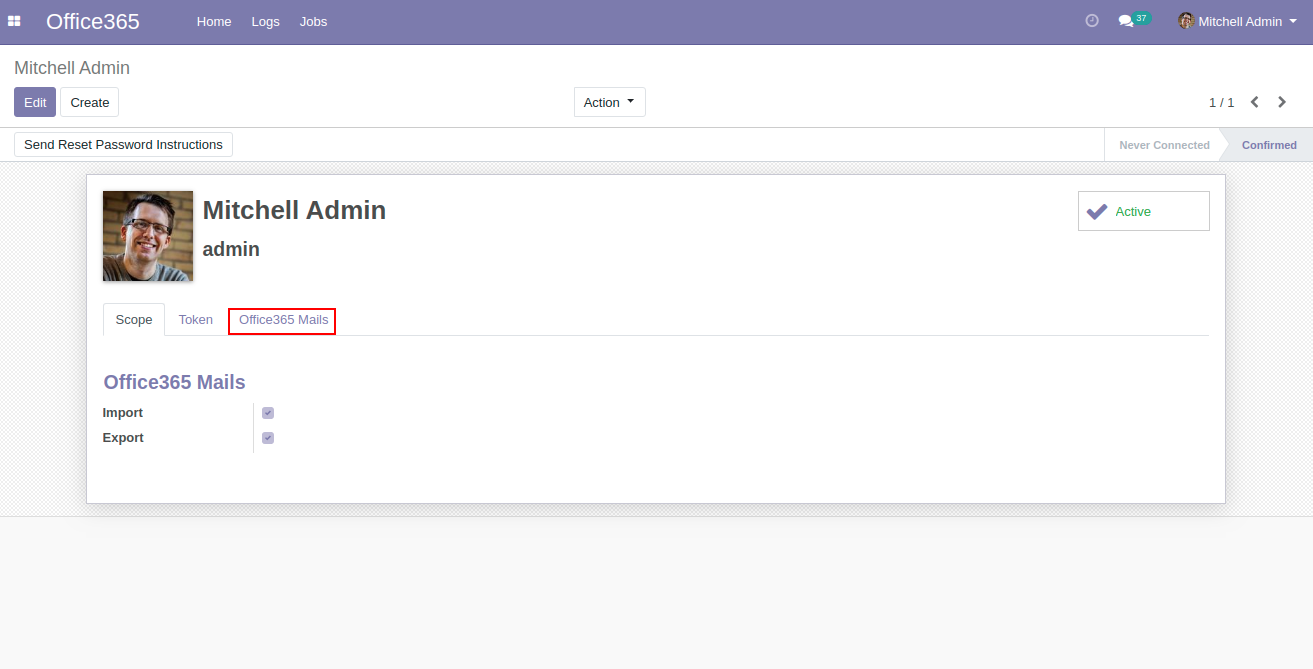 Office365 Home Logs Jobs 37 Mitchell Admin
Mitchell Admin
Edit Create Action 1 / 1
Send Reset Password Instructions Never Connected Confirmed
Mitchell Admin Active
admin
Scope Token Office365 Mails
Office365 Mails
Import
Export